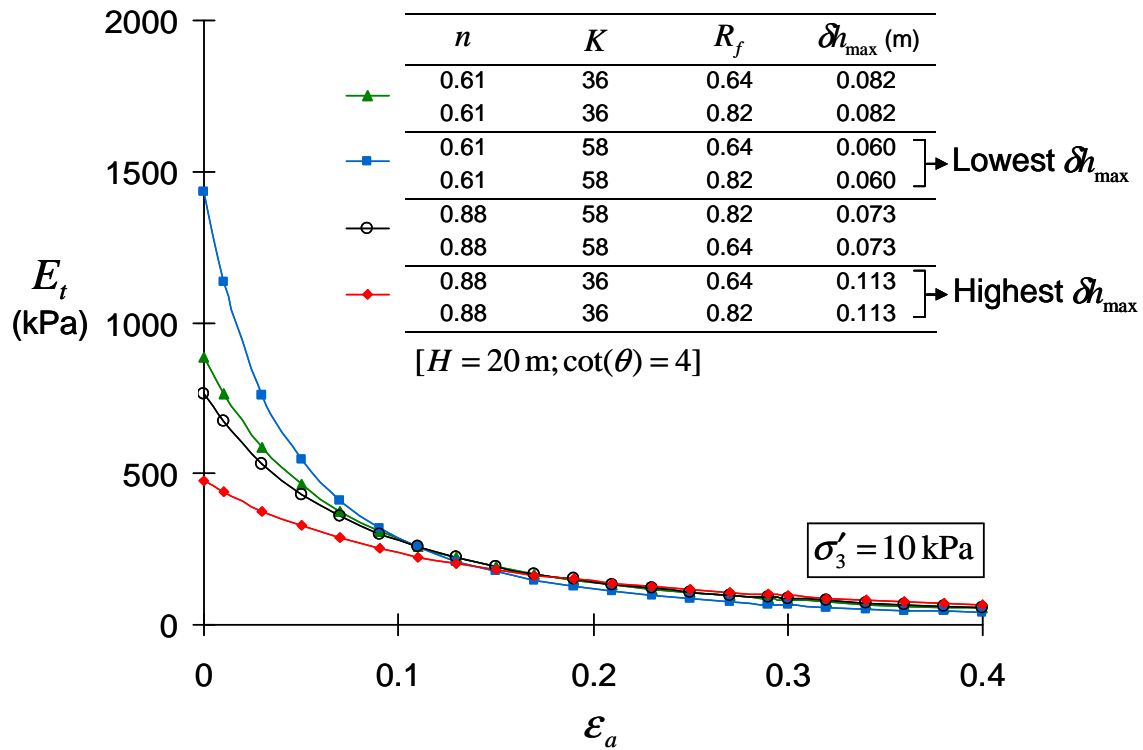 2000
n K R_f δh_max (m)
0.61 36 0.64 0.082
0.61 36 0.82 0.082
0.61 58 0.64 0.060
0.61 58 0.82 0.060
Lowest δh_max
0.88 58 0.82 0.073
0.88 58 0.64 0.073
0.88 36 0.64 0.113
0.88 36 0.82 0.113
Highest δh_max
[H = 20 m; cot(θ) = 4]
1500
E_t
(kPa)
1000
500
σ′_3 = 10 kPa
0
0 0.1 0.2 0.3 0.4
ε_a